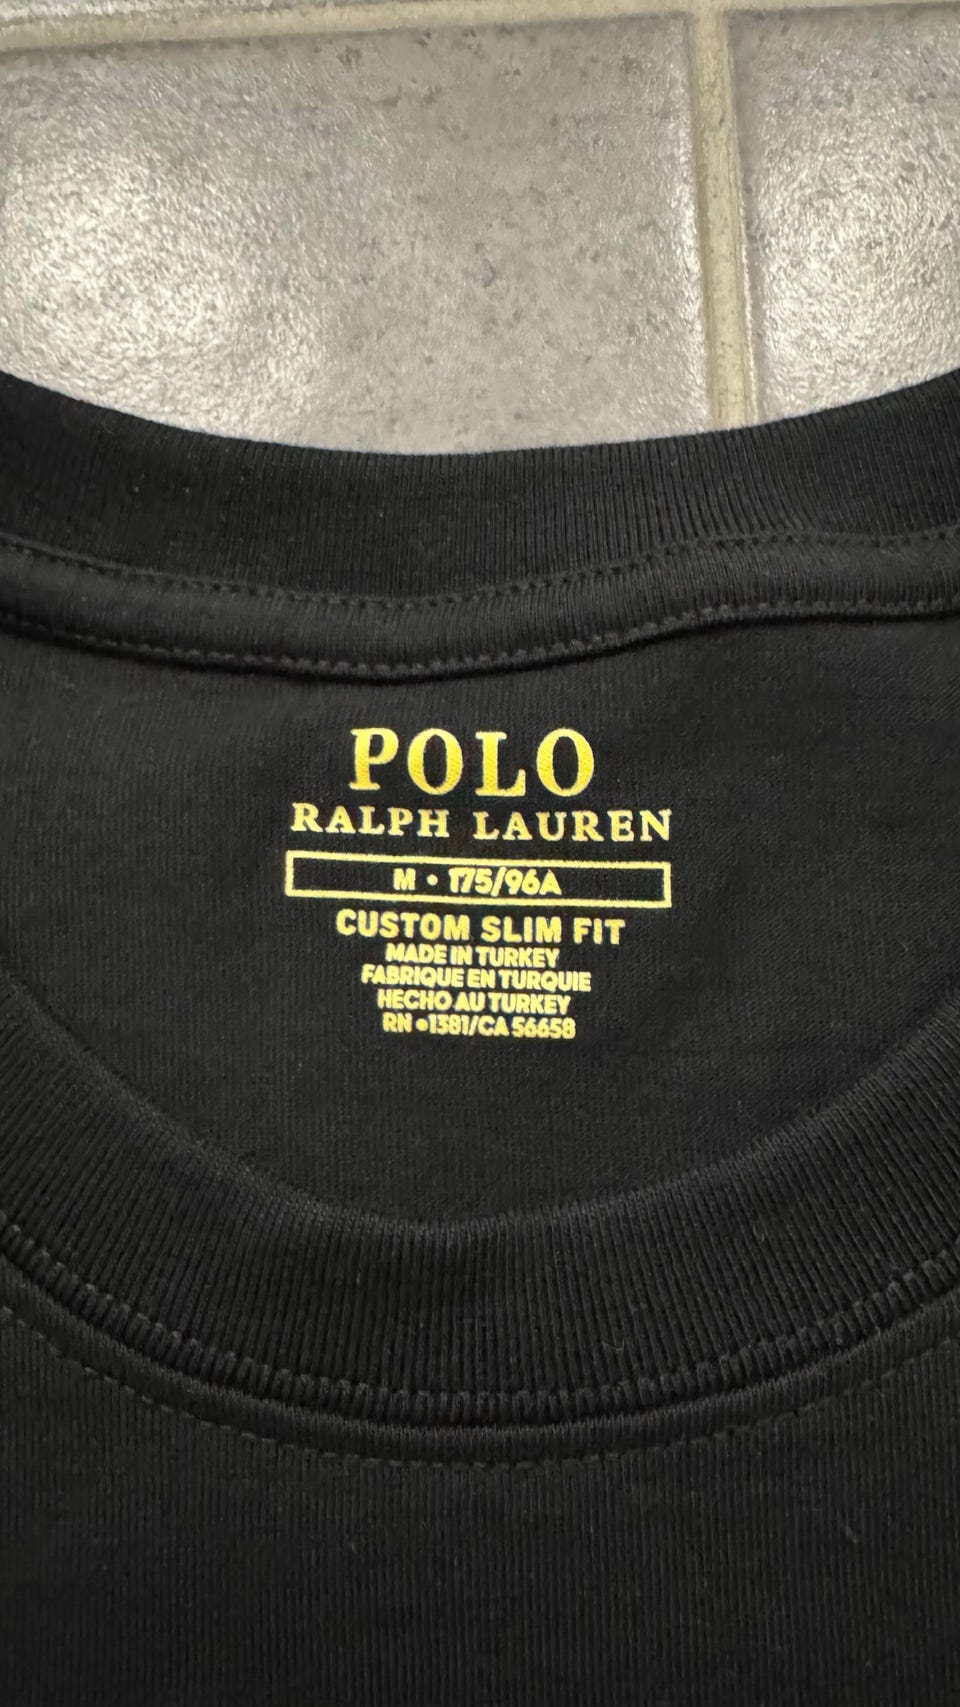 POLO
RALPH LAUREN
M • 175/96A
CUSTOM SLIM FIT
MADE IN TURKEY
FABRIQUE EN TURQUIE
HECHO AU TURKEY
RN •1381/CA 56658